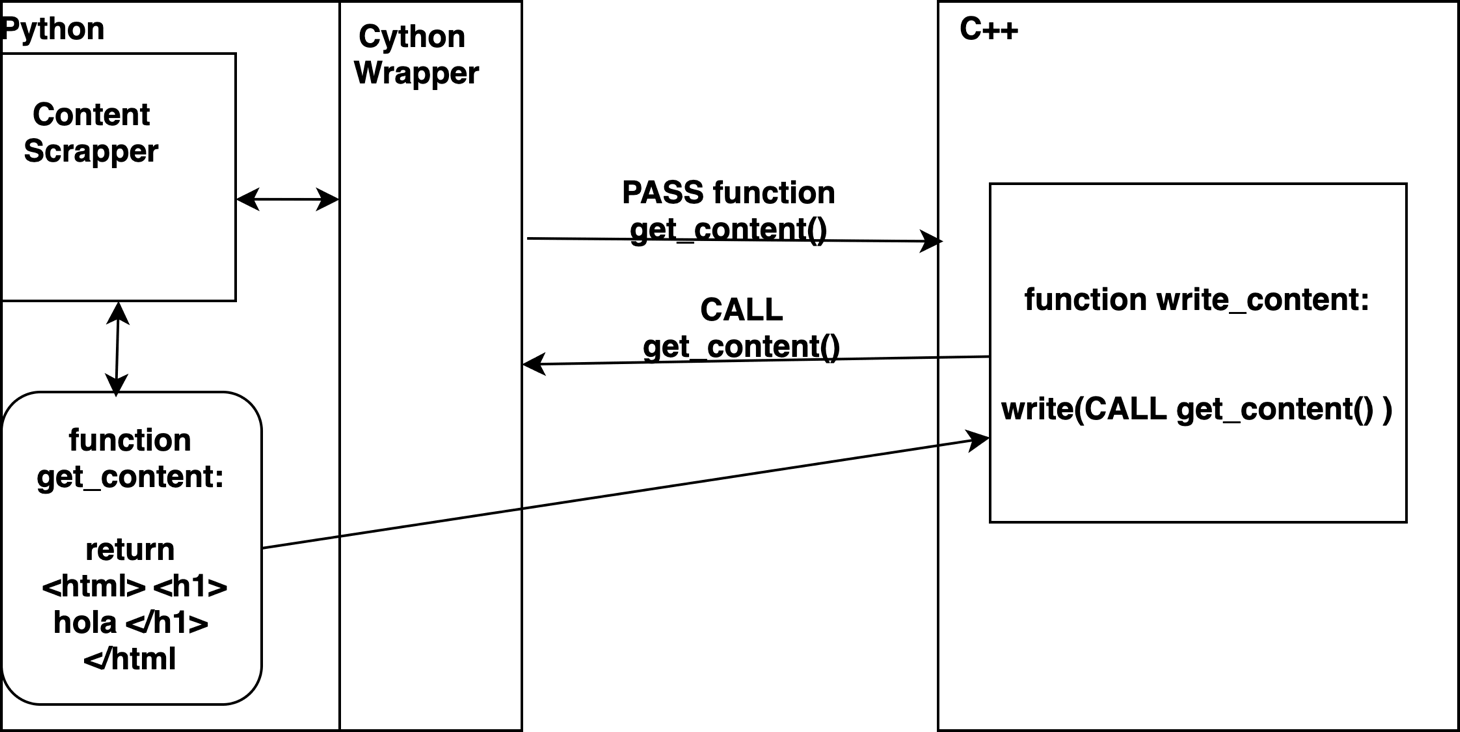 Python
Content
Scrapper
function
get_content:
return
<html> <h1>
hola </h1>
</html
Cython
Wrapper
PASS function
get_content()
CALL
get_content()
C++
function write_content:
write(CALL get_content() )